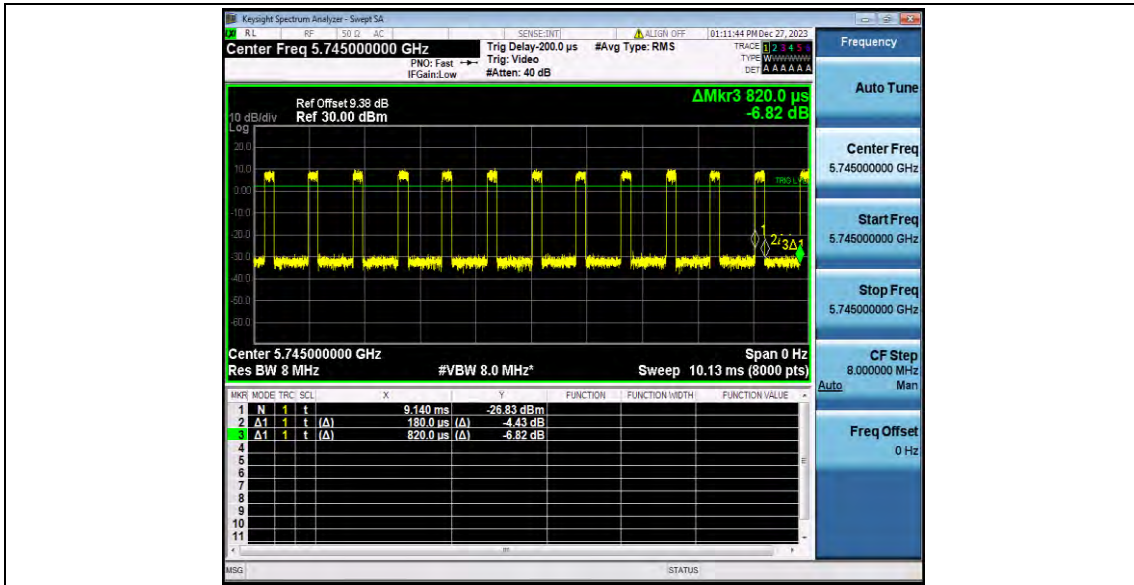 Keysight Spectrum Analyzer - Swept SA
RL RF 50 Ω AC SENSE:INT ALIGN OFF 01:11:44 PM Dec 27, 2023
Center Freq 5.745000000 GHz
PNO: Fast
IFGain:Low
Trig Delay-200.0 µs
Trig: Video
#Atten: 40 dB
#Avg Type: RMS
TRACE 1 2 3 4 5 6
TYPE WWWWWW
DET A A A A A A
ΔMkr3 820.0 µs
-6.82 dB
10 dB/div
Log
Ref Offset 9.38 dB
Ref 30.00 dBm
20.0
10.0
0.00
-10.0
-20.0
-30.0
-40.0
-50.0
-60.0
1
3Δ1
Center 5.745000000 GHz Span 0 Hz
Res BW 8 MHz #VBW 8.0 MHz* Sweep 10.13 ms (8000 pts)
MKR MODE TRC SCL X Y FUNCTION FUNCTION WIDTH FUNCTION VALUE
1 N 1 t 9.140 ms -26.83 dBm
2 Δ1 1 t (Δ) 180.0 µs (Δ) -4.43 dB
3 Δ1 1 t (Δ) 820.0 µs (Δ) -6.82 dB
4
5
6
7
8
9
10
11
MSG STATUS
Frequency
Auto Tune
Center Freq
5.745000000 GHz
Start Freq
5.745000000 GHz
Stop Freq
5.745000000 GHz
CF Step
8.000000 MHz
Auto Man
Freq Offset
0 Hz